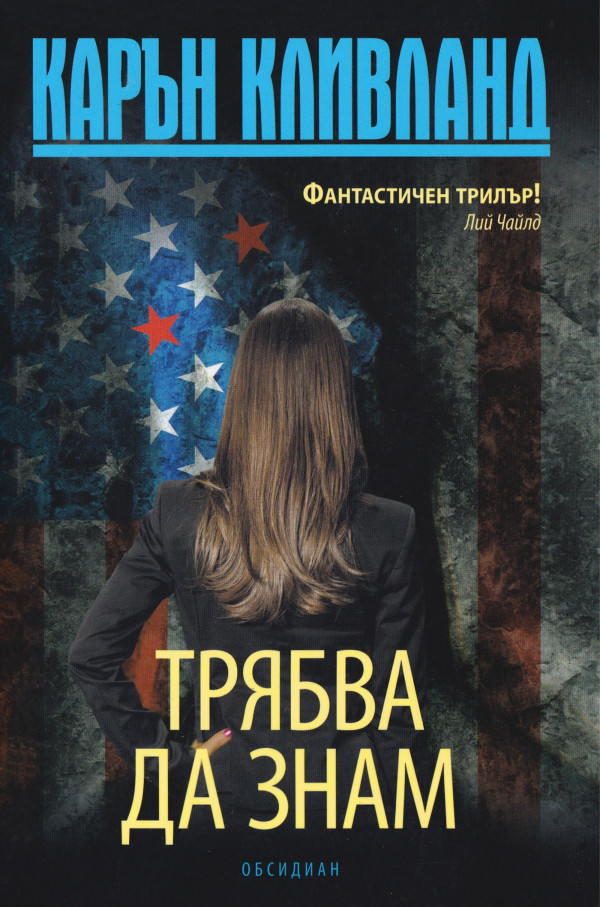 КАРЪН КЛИВЛАНД
ФАНТАСТИЧЕН ТРИЛЪР!
Лий Чайлд
ТРЯБВА
ДА ЗНАМ
ОБСИДИАН